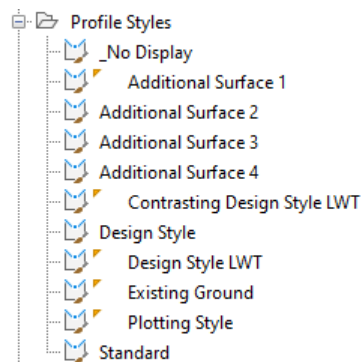 Profile Styles
_No Display
Additional Surface 1
Additional Surface 2
Additional Surface 3
Additional Surface 4
Contrasting Design Style LWT
Design Style
Design Style LWT
Existing Ground
Plotting Style
Standard